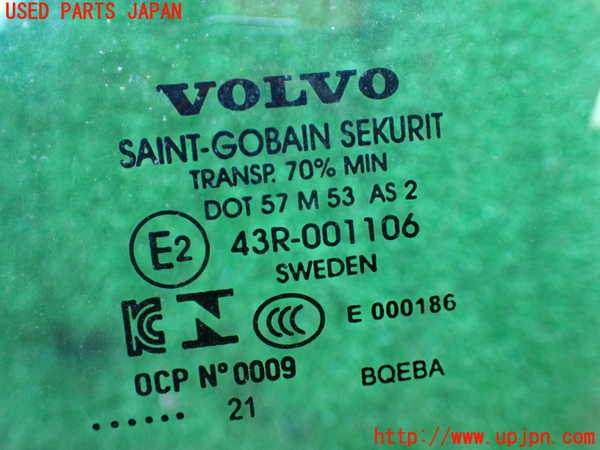 USED PARTS JAPAN
VOLVO
SAINT-GOBAIN SEKURIT
TRANSP. 70% MIN
DOT 57 M 53 AS 2
E2 43R-001106
SWEDEN
KC N CCC E 000186
OCP N° 0009 BQEBA
...... 21
http://www.upjpn.com/